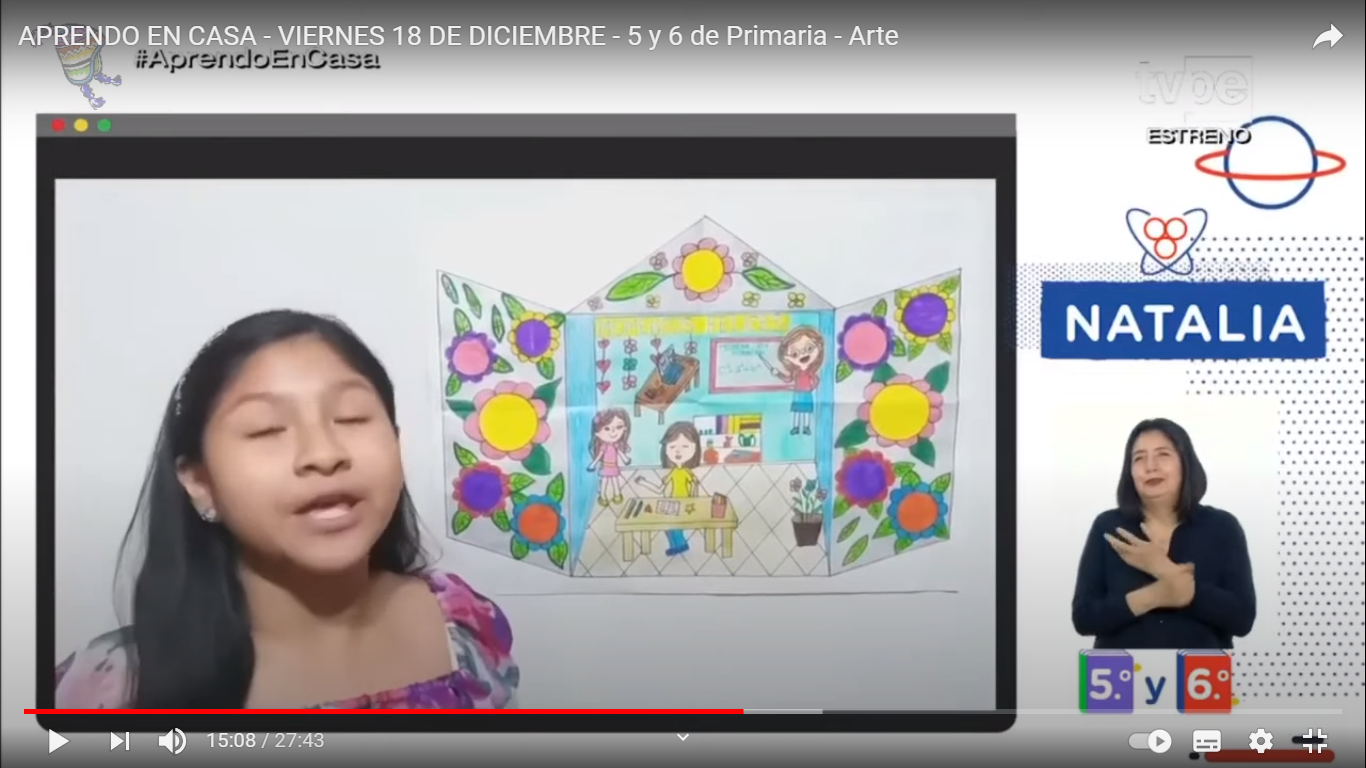 APRENDO EN CASA - VIERNES 18 DE DICIEMBRE - 5 y 6 de Primaria - Arte
#AprendoEnCasa
tvpe
ESTRENO
NATALIA
5.º y 6.º
15:08 / 27:43